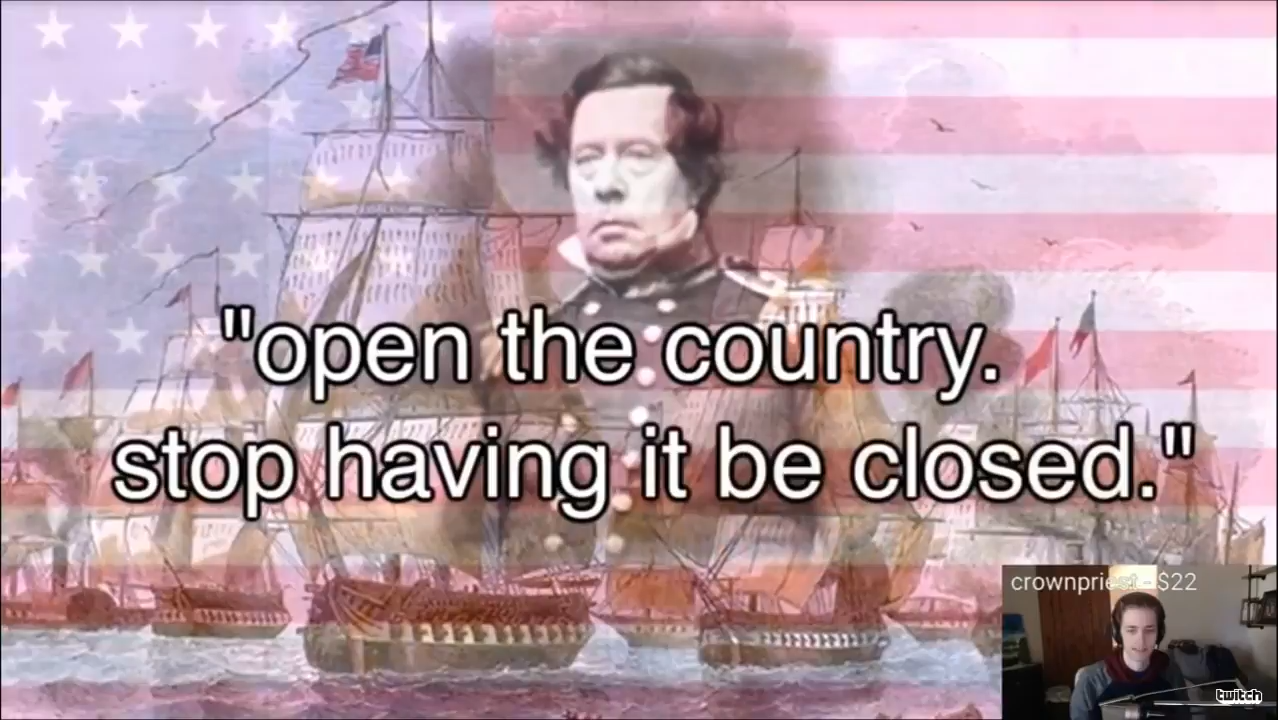 "open the country.
stop having it be closed."
crownpriest - $22
twitch